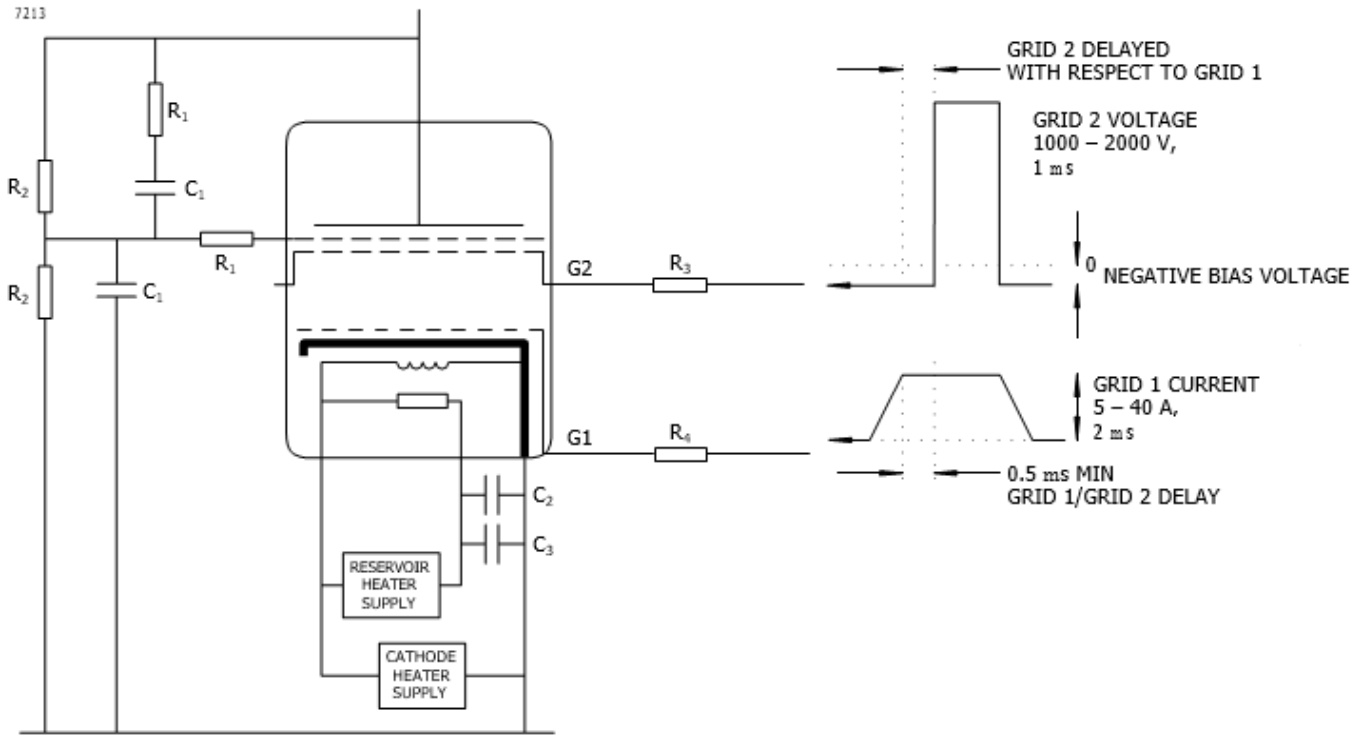 7213
R₁
R₂
C₁
R₁
R₂
C₁
G2
R₃
G1
R₄
C₂
C₃
RESERVOIR
HEATER
SUPPLY
CATHODE
HEATER
SUPPLY
GRID 2 DELAYED
WITH RESPECT TO GRID 1
GRID 2 VOLTAGE
1000 – 2000 V,
1 ms
0
NEGATIVE BIAS VOLTAGE
GRID 1 CURRENT
5 – 40 A,
2 ms
0.5 ms MIN
GRID 1/GRID 2 DELAY